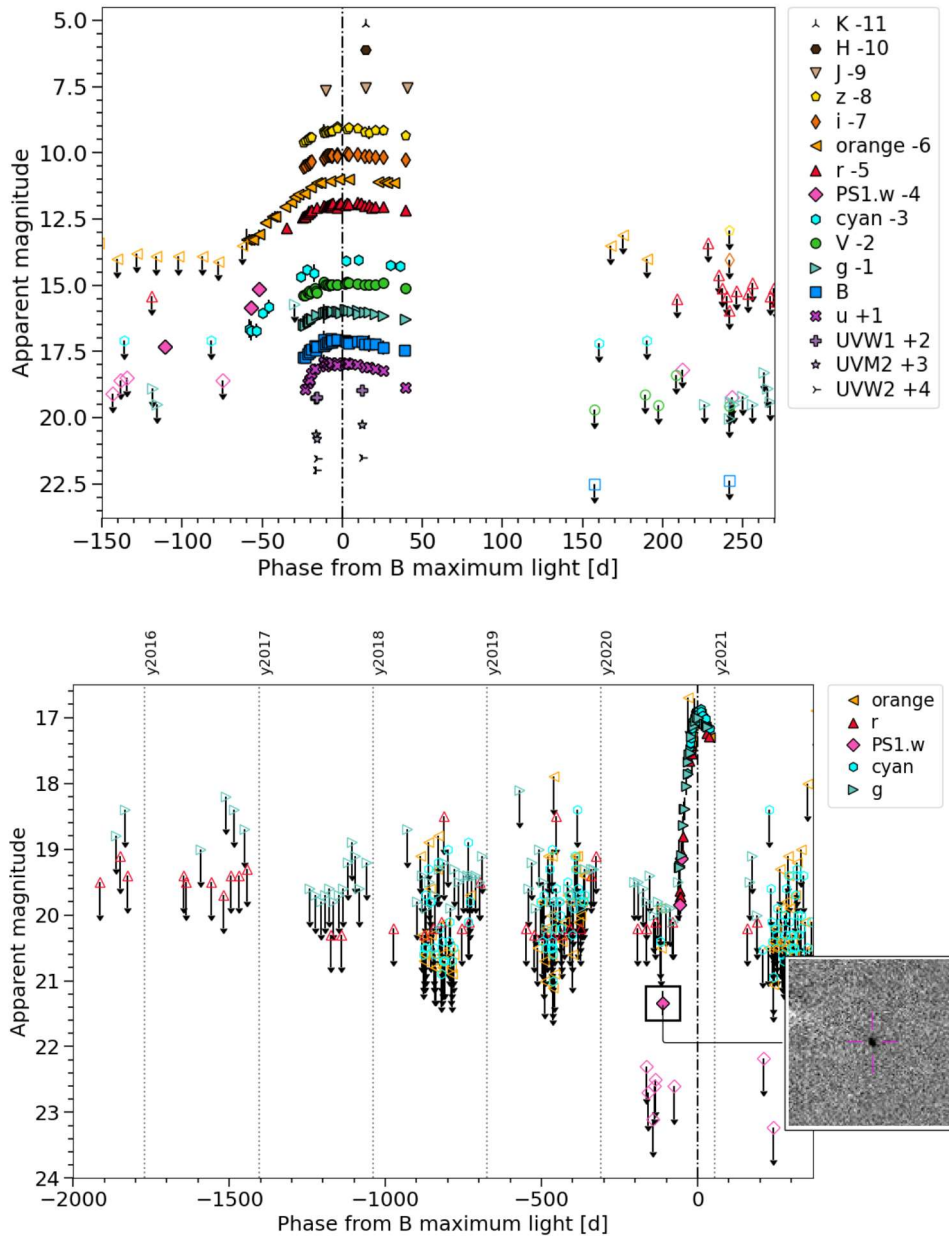 5.0
7.5
10.0
12.5
15.0
17.5
20.0
22.5
Apparent magnitude
−150
−100
−50
0
50
100
150
200
250
Phase from B maximum light [d]
K -11
H -10
J -9
z -8
i -7
orange -6
r -5
PS1.w -4
cyan -3
V -2
g -1
B
u +1
UVW1 +2
UVM2 +3
UVW2 +4
y2016
y2017
y2018
y2019
y2020
y2021
17
18
19
20
21
22
23
24
Apparent magnitude
−2000
−1500
−1000
−500
0
Phase from B maximum light [d]
orange
r
PS1.w
cyan
g